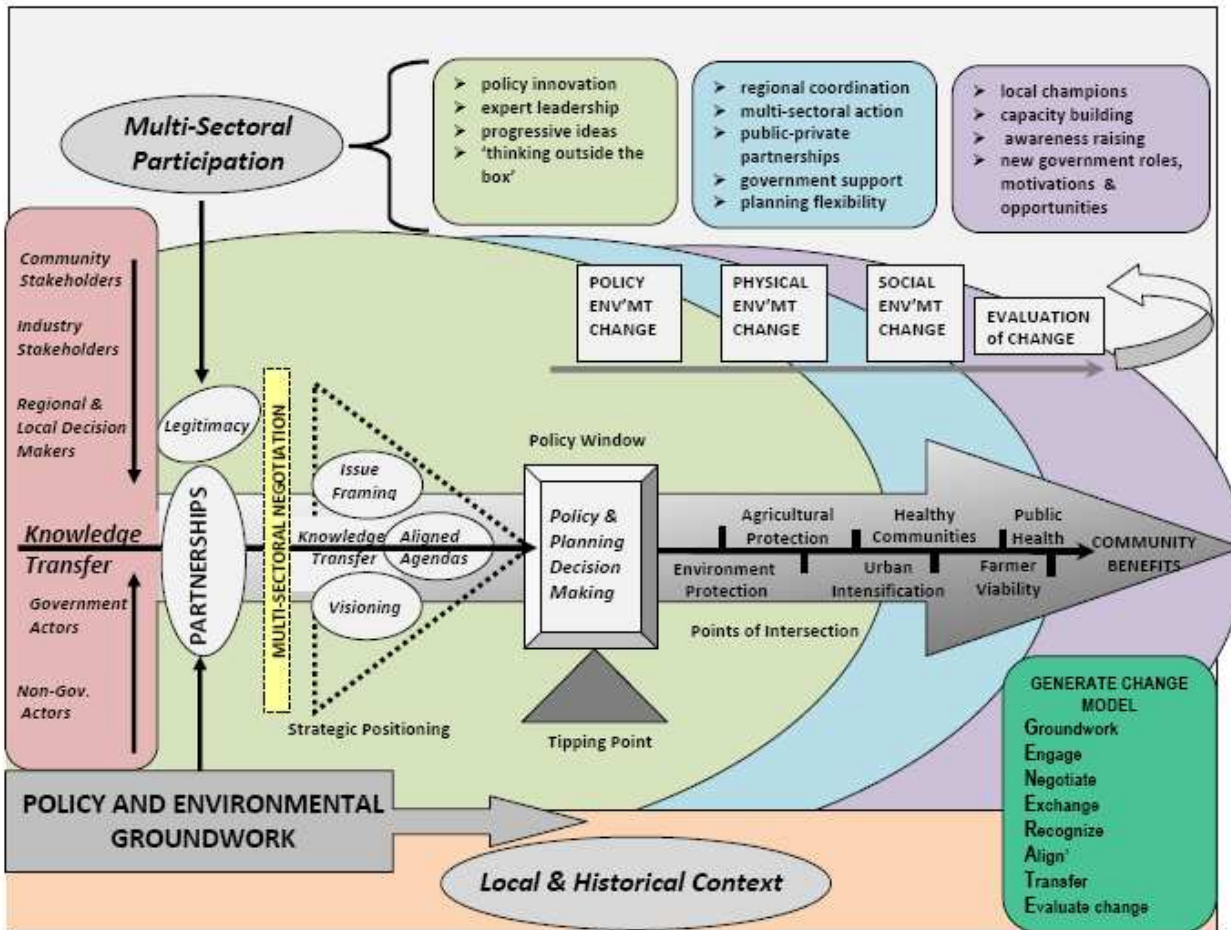 Multi-Sectoral
Participation
➢ policy innovation
➢ expert leadership
➢ progressive ideas
➢ 'thinking outside the
box'
➢ regional coordination
➢ multi-sectoral action
➢ public-private
partnerships
➢ government support
➢ planning flexibility
➢ local champions
➢ capacity building
➢ awareness raising
➢ new government roles,
motivations &
opportunities
Community
Stakeholders
Industry
Stakeholders
Regional &
Local Decision
Makers
Knowledge
Transfer
Government
Actors
Non-Gov.
Actors
Legitimacy
PARTNERSHIPS
MULTI-SECTORAL NEGOTIATION
Issue
Framing
Knowledge
Transfer
Aligned
Agendas
Visioning
Strategic Positioning
POLICY
ENV'MT
CHANGE
PHYSICAL
ENV'MT
CHANGE
SOCIAL
ENV'MT
CHANGE
EVALUATION
of CHANGE
Policy Window
Policy &
Planning
Decision
Making
Tipping Point
Agricultural
Protection
Healthy
Communities
Public
Health
Environment
Protection
Urban
Intensification
Farmer
Viability
COMMUNITY
BENEFITS
Points of Intersection
GENERATE CHANGE
MODEL
Groundwork
Engage
Negotiate
Exchange
Recognize
Align'
Transfer
Evaluate change
POLICY AND ENVIRONMENTAL
GROUNDWORK
Local & Historical Context